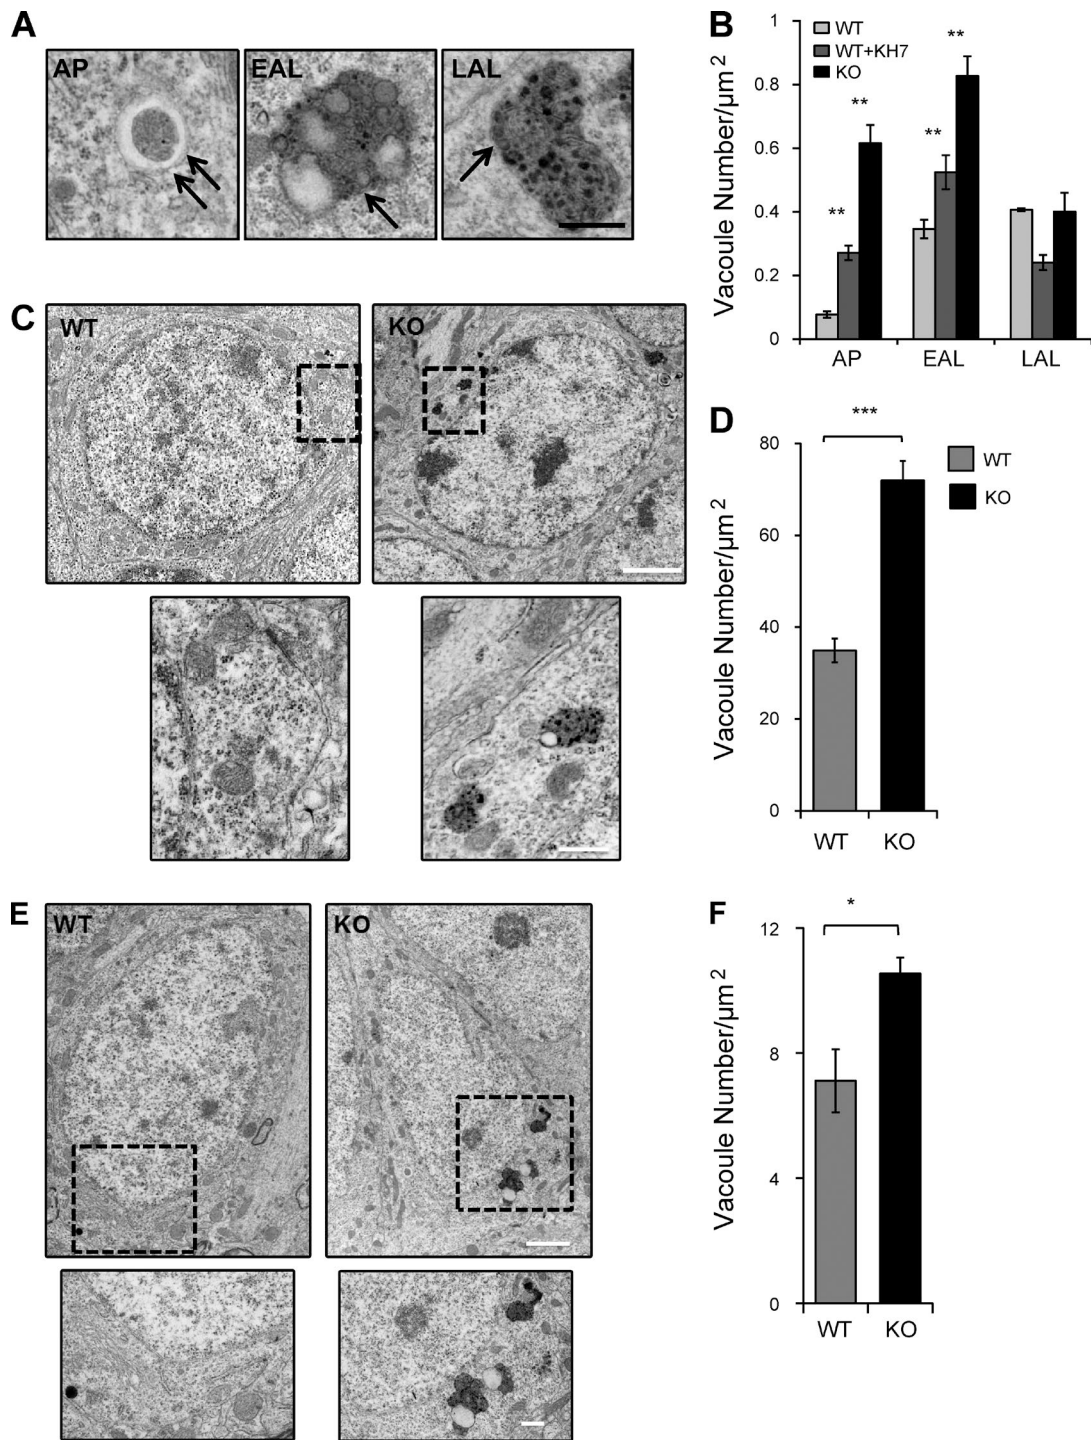 A
AP
EAL
LAL
B
WT
WT+KH7
KO
Vacoule Number/µm²
1
0.8
0.6
0.4
0.2
0
**
**
**
**
AP
EAL
LAL
C
WT
KO
D
***
WT
KO
Vacoule Number/µm²
80
60
40
20
0
WT
KO
E
WT
KO
F
*
Vacoule Number/µm²
12
8
4
0
WT
KO